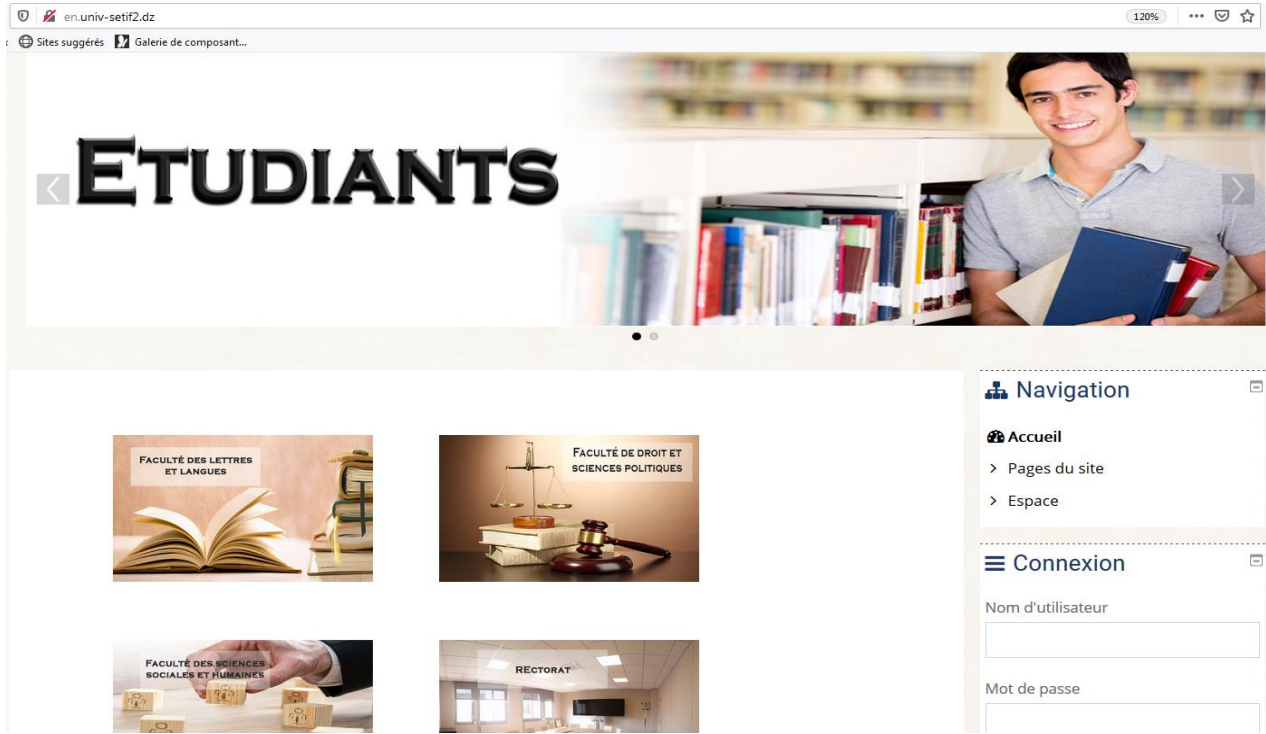 en.univ-setif2.dz
120%
Sites suggérés
Galerie de composant...
ETUDIANTS
Navigation
Accueil
Pages du site
Espace
FACULTÉ DES LETTRES
ET LANGUES
FACULTÉ DE DROIT ET
SCIENCES POLITIQUES
Connexion
Nom d'utilisateur
Mot de passe
FACULTÉ DES SCIENCES
SOCIALES ET HUMAINES
RECTORAT